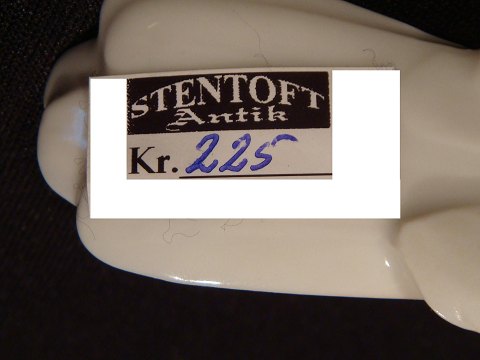 STENTOFT
Antik
Kr. 225